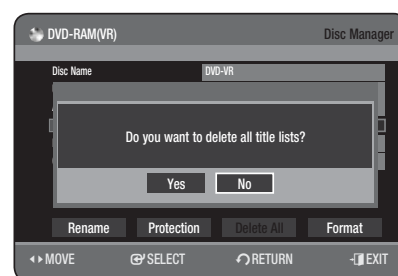 DVD-RAM(VR) Disc Manager
Disc Name DVD-VR
Do you want to delete all title lists?
Yes No
Rename Protection Delete All Format
MOVE SELECT RETURN EXIT